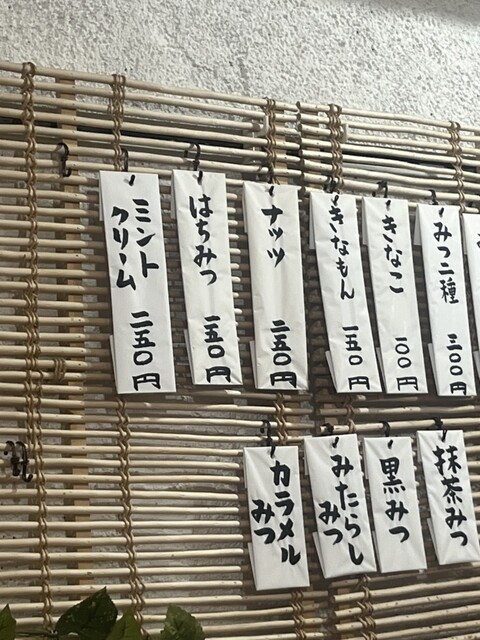 みつ二種 三〇〇円
きなこ 一〇〇円
きなもん 一五〇円
ナッツ 二五〇円
はちみつ 一五〇円
ミント
クリーム
二五〇円
抹茶みつ
黒みつ
みたらし
みつ
カラメル
みつ